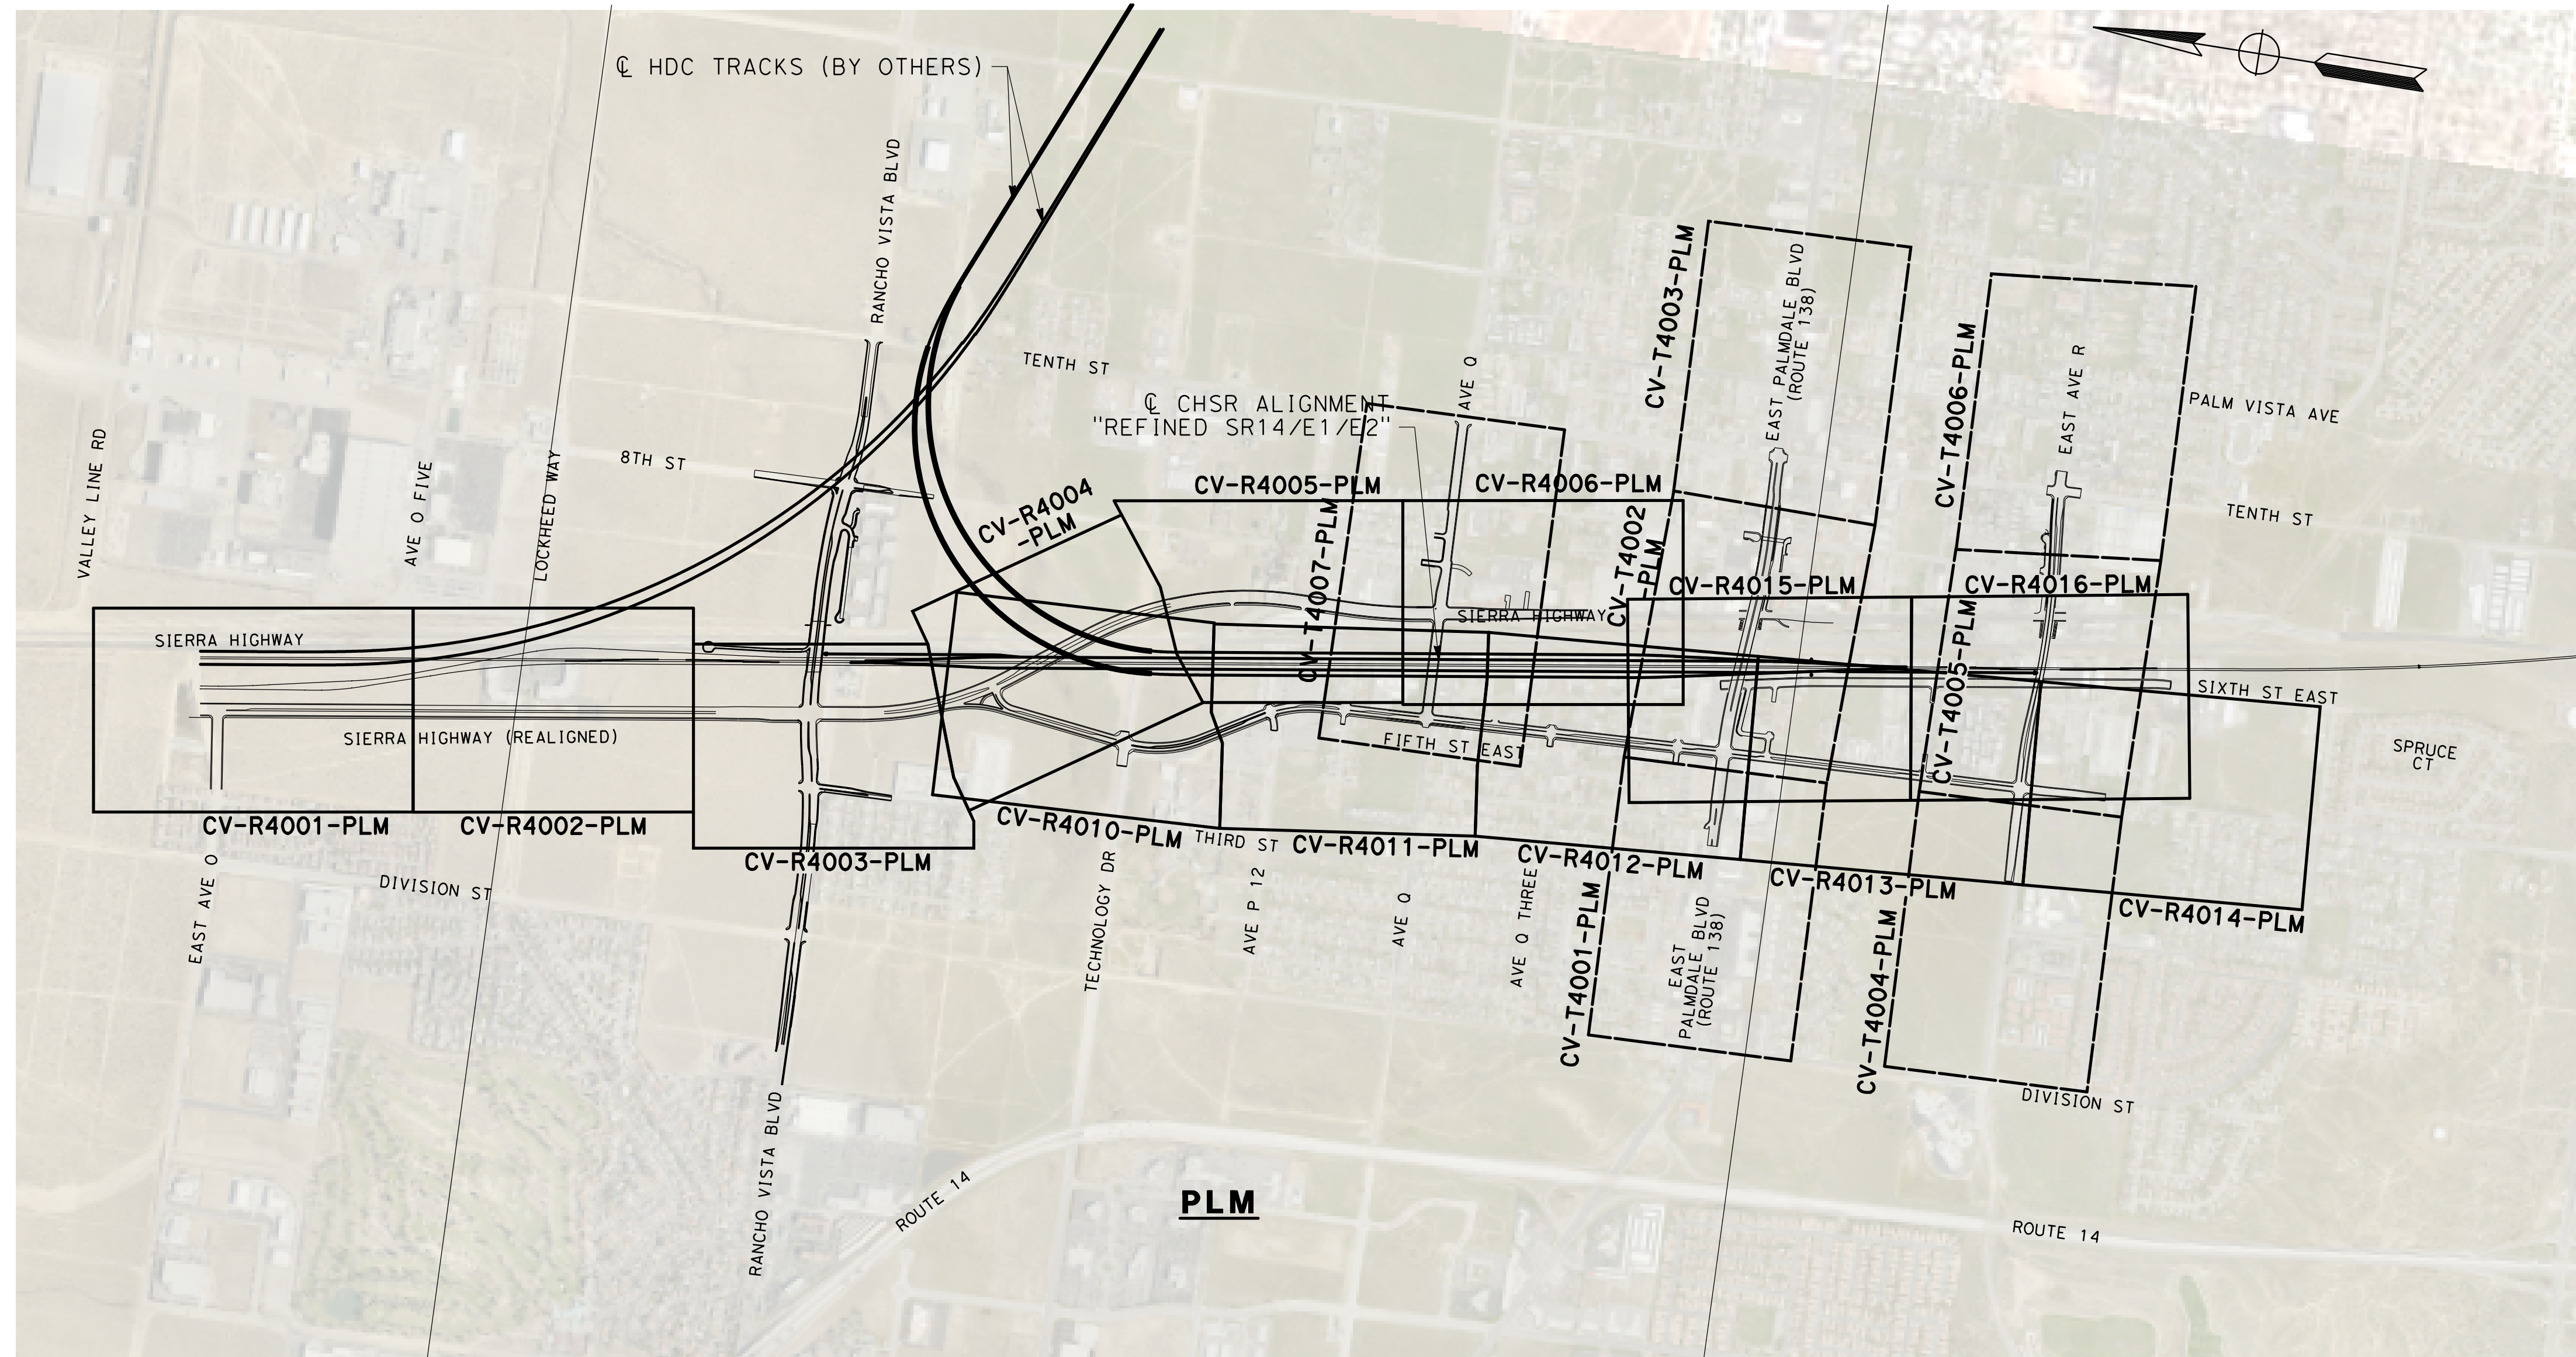 ℄ HDC TRACKS (BY OTHERS)
RANCHO VISTA BLVD
TENTH ST
8TH ST
VALLEY LINE RD
AVE O FIVE
LOCKHEED WAY
℄ CHSR ALIGNMENT
"REFINED SR14/E1/E2"
AVE Q
CV-T4003-PLM
EAST PALMDALE BLVD
(ROUTE 138)
CV-T4006-PLM
EAST AVE R
PALM VISTA AVE
TENTH ST
CV-R4004
-PLM
CV-R4005-PLM
CV-R4006-PLM
CV-T4007-PLM
CV-T4002
-PLM
CV-R4015-PLM
CV-R4016-PLM
CV-T4005-PLM
SIERRA HIGHWAY
SIERRA HIGHWAY
SIERRA HIGHWAY (REALIGNED)
FIFTH ST EAST
SIXTH ST EAST
SPRUCE
CT
CV-R4001-PLM
CV-R4002-PLM
CV-R4003-PLM
CV-R4010-PLM
THIRD ST
CV-R4011-PLM
CV-R4012-PLM
CV-R4013-PLM
CV-R4014-PLM
EAST AVE O
DIVISION ST
TECHNOLOGY DR
AVE P 12
AVE Q
AVE Q THREE
CV-T4001-PLM
EAST
PALMDALE BLVD
(ROUTE 138)
CV-T4004-PLM
DIVISION ST
RANCHO VISTA BLVD
ROUTE 14
PLM
ROUTE 14